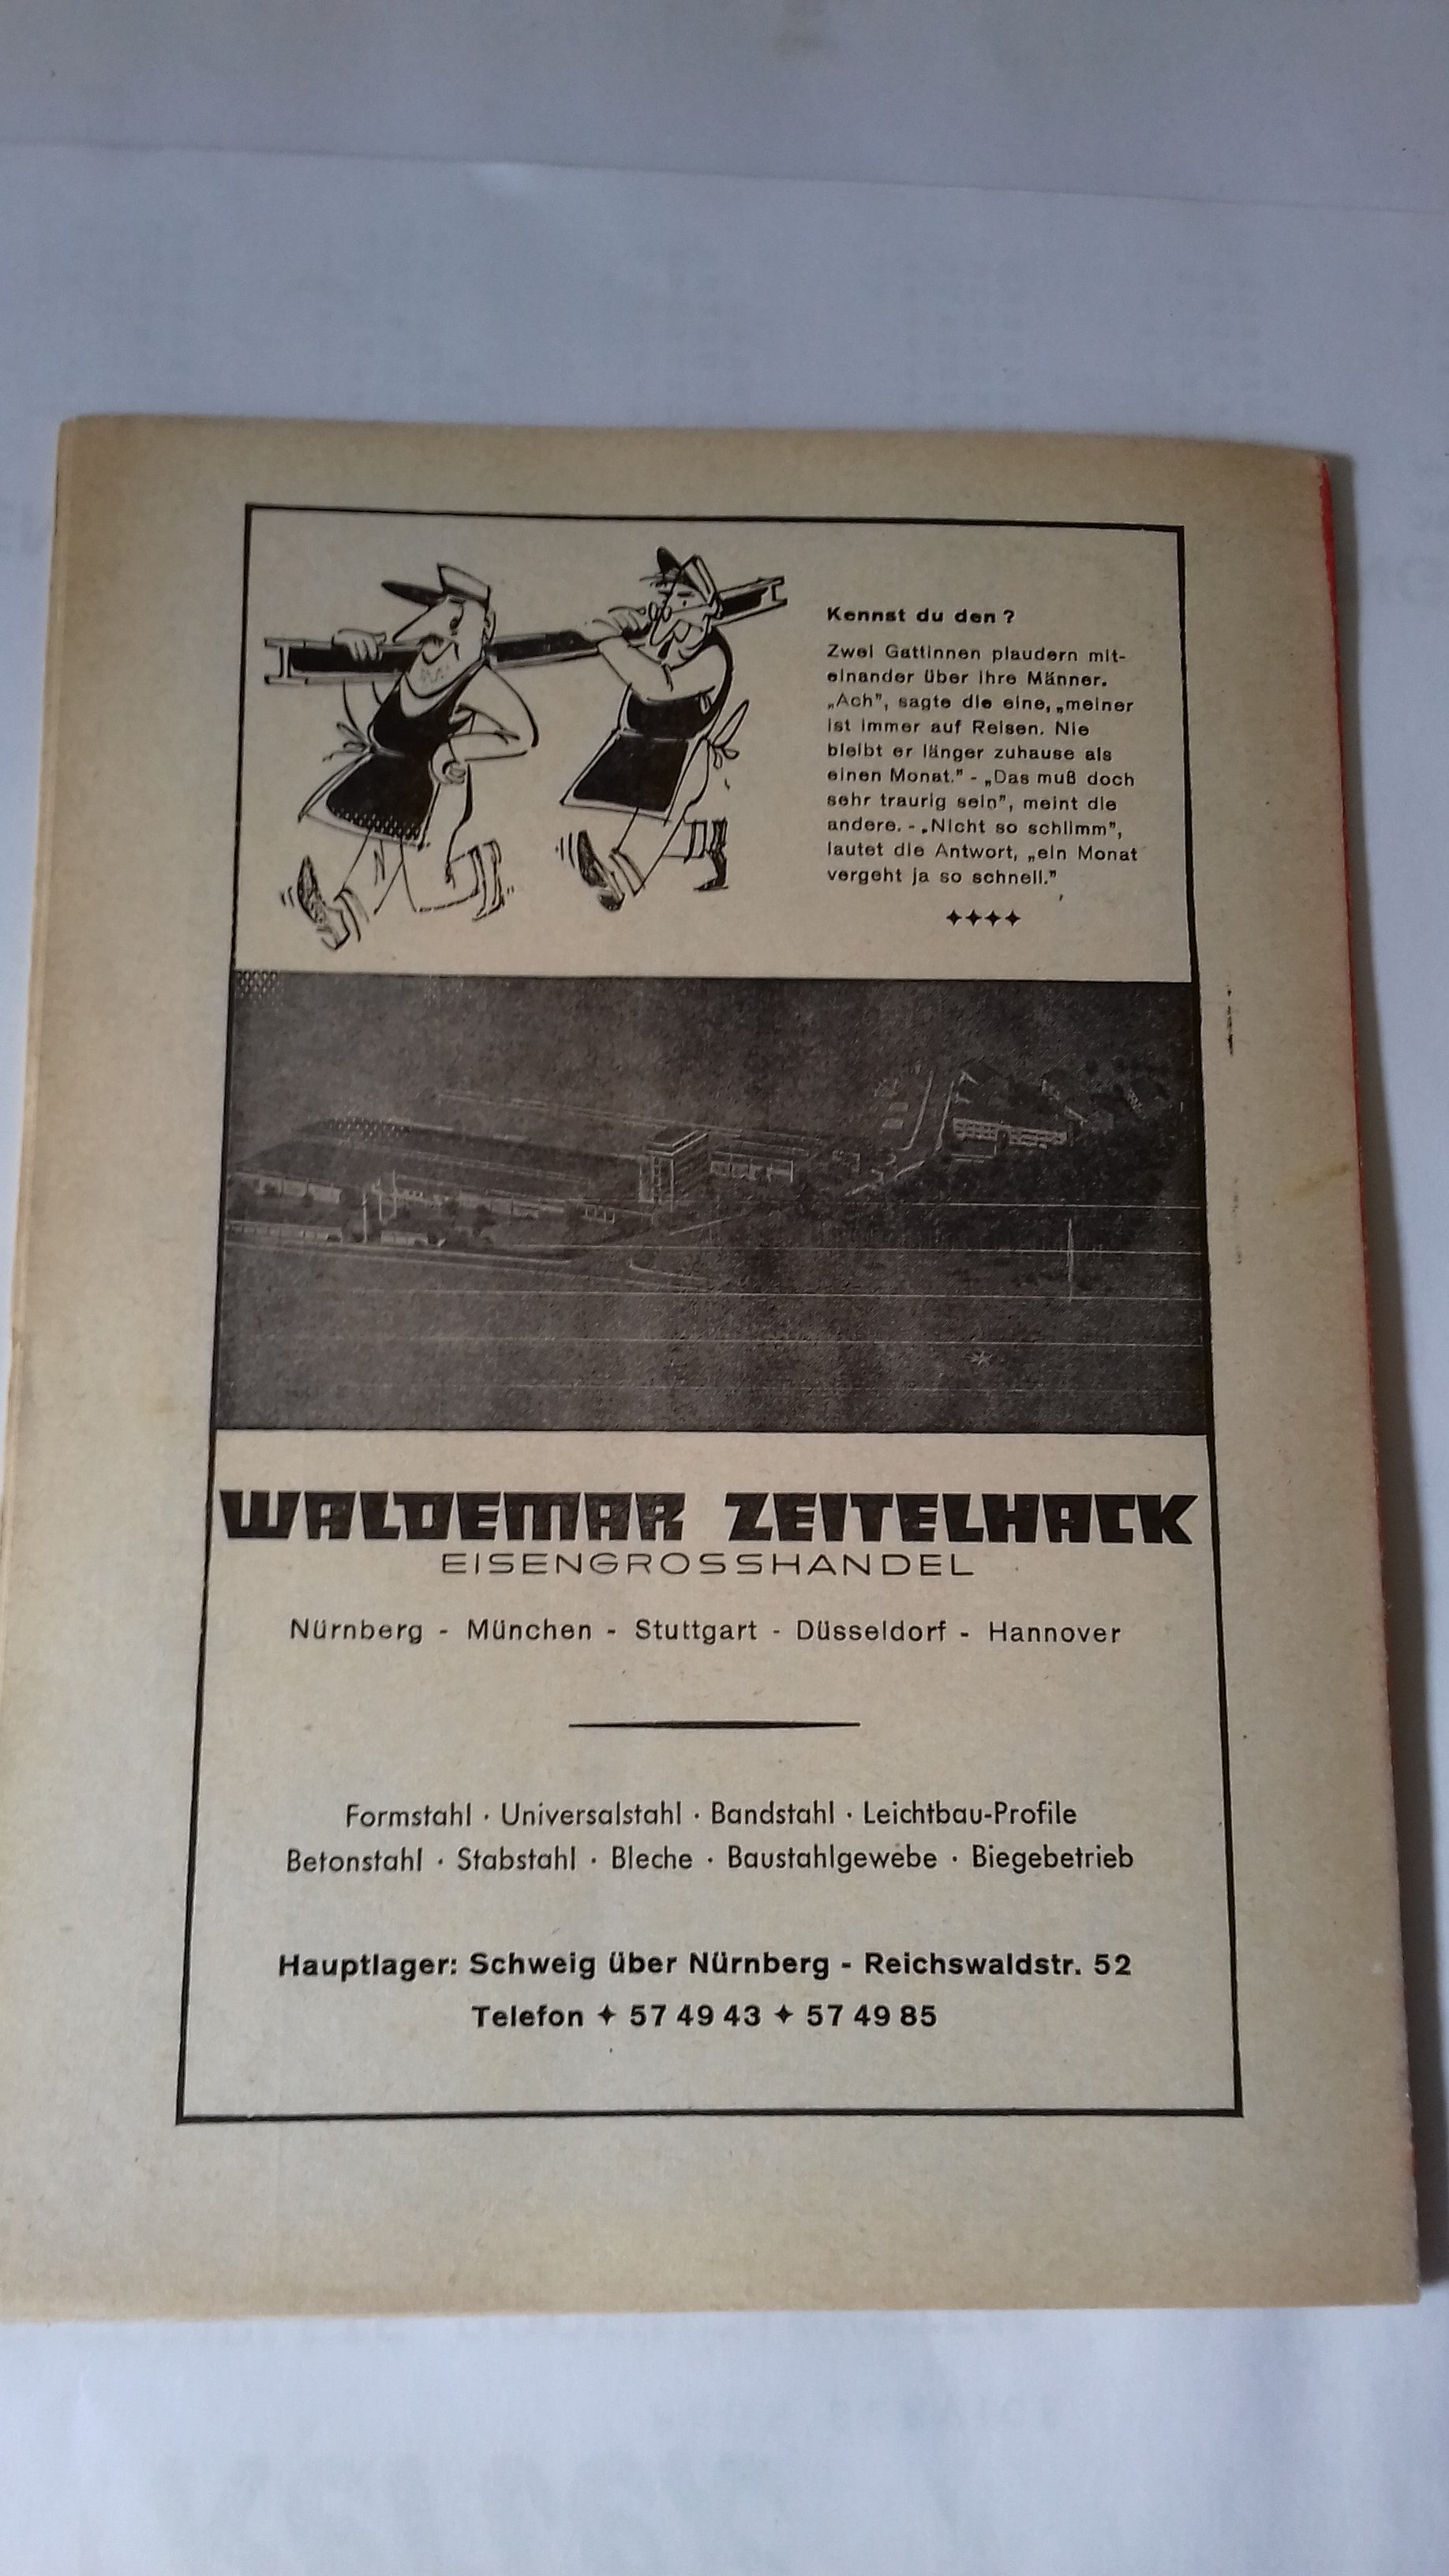 Kennst du den ?
Zwei Gattinnen plaudern mit-
einander über ihre Männer.
„Ach”, sagte die eine, „meiner
ist immer auf Reisen. Nie
bleibt er länger zuhause als
einen Monat.” - „Das muß doch
sehr traurig sein”, meint die
andere. - „Nicht so schlimm”,
lautet die Antwort, „ein Monat
vergeht ja so schnell.”
✦✦✦✦
WALDEMAR ZEITELHACK
EISENGROSSHANDEL
Nürnberg - München - Stuttgart - Düsseldorf - Hannover
Formstahl · Universalstahl · Bandstahl · Leichtbau-Profile
Betonstahl · Stabstahl · Bleche · Baustahlgewebe · Biegebetrieb
Hauptlager: Schweig über Nürnberg - Reichswaldstr. 52
Telefon ✦ 57 49 43 ✦ 57 49 85